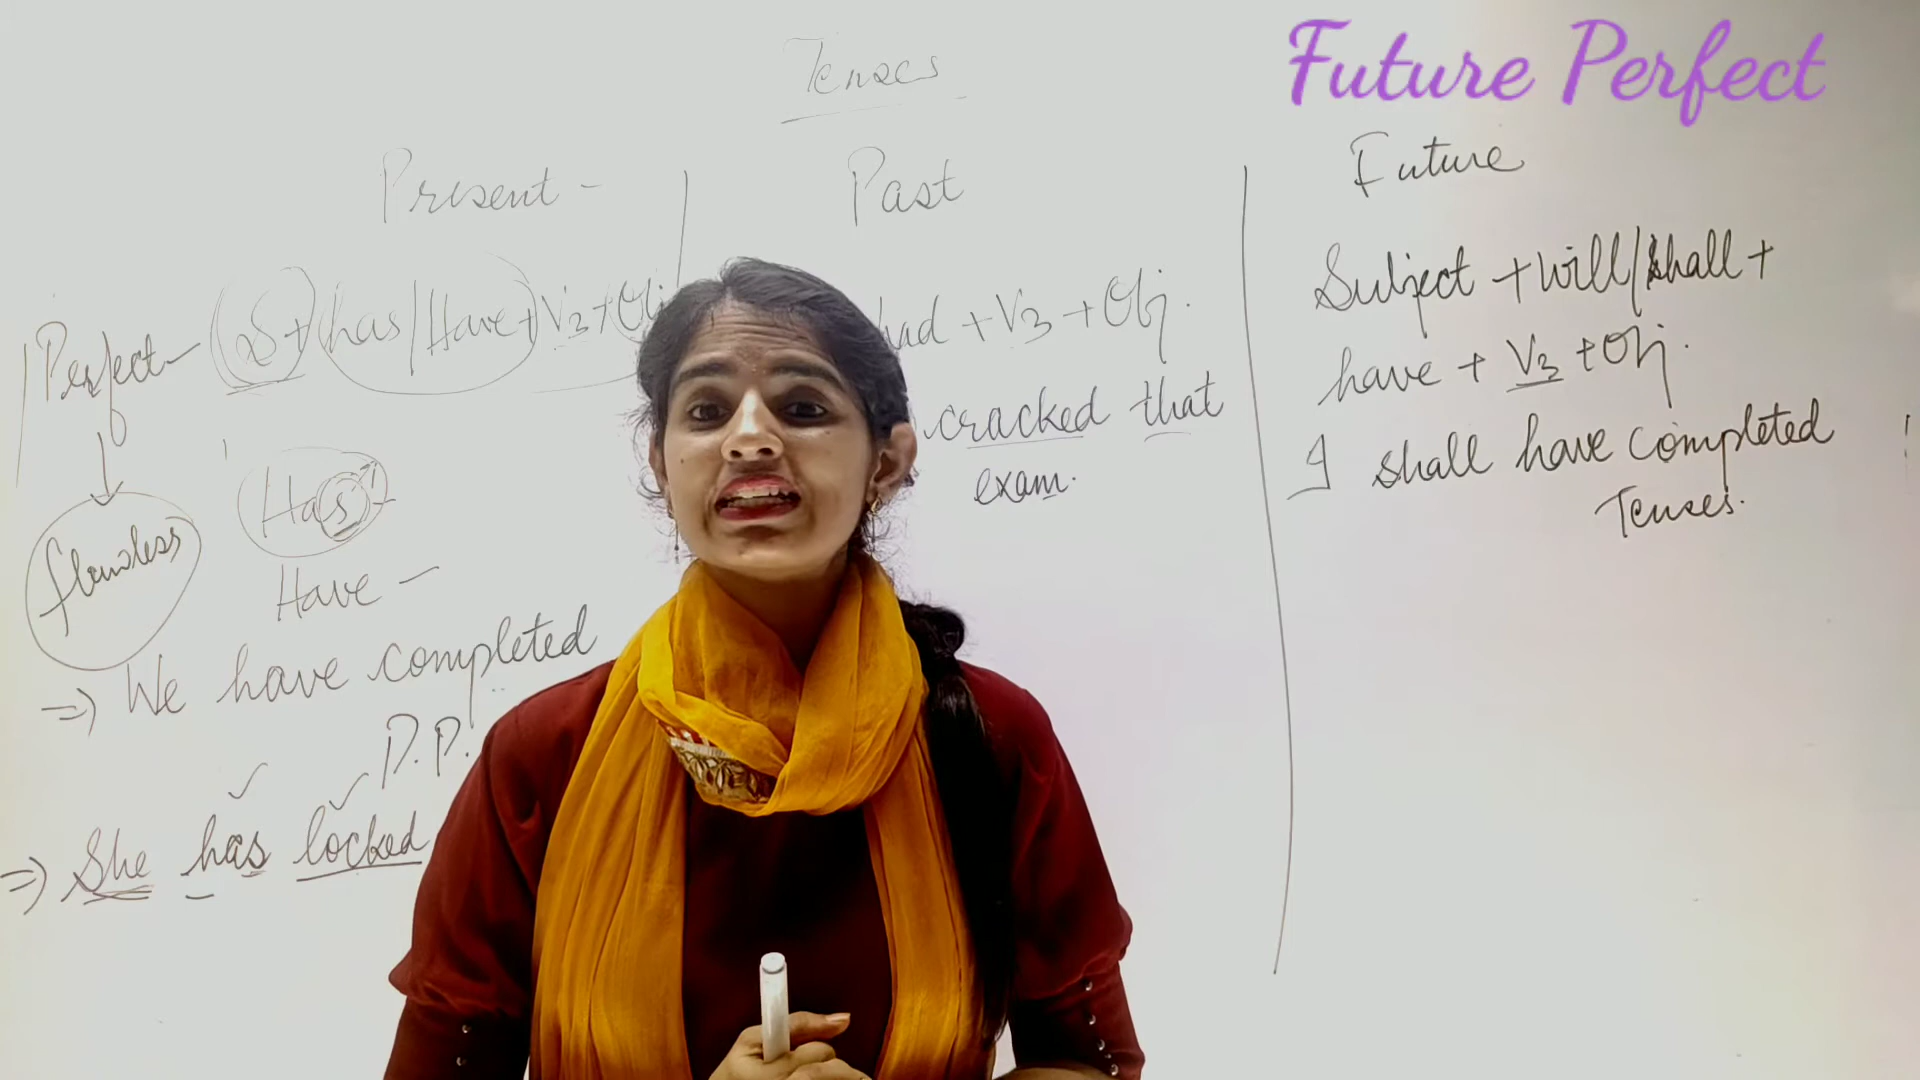 Future Perfect
Tenses
Present -
Past
Future
Perfect - S + has/Have + V3 + Obj
had + V3 + Obj.
Subject + will/shall +
have + V3 + Obj.
cracked that
exam.
I shall have completed
Tenses.
flawless
Has
Have -
=> We have completed
P.P.
=> She has locked